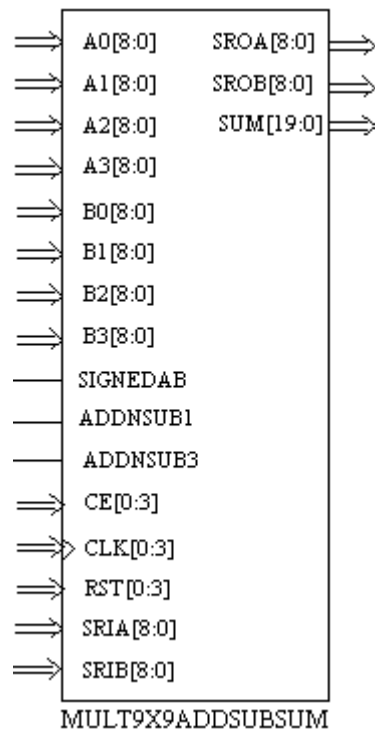 A0[8:0] SROA[8:0]
A1[8:0] SROB[8:0]
A2[8:0] SUM[19:0]
A3[8:0]
B0[8:0]
B1[8:0]
B2[8:0]
B3[8:0]
SIGNEDAB
ADDNSUB1
ADDNSUB3
CE[0:3]
CLK[0:3]
RST[0:3]
SRIA[8:0]
SRIB[8:0]
MULT9X9ADDSUBSUM